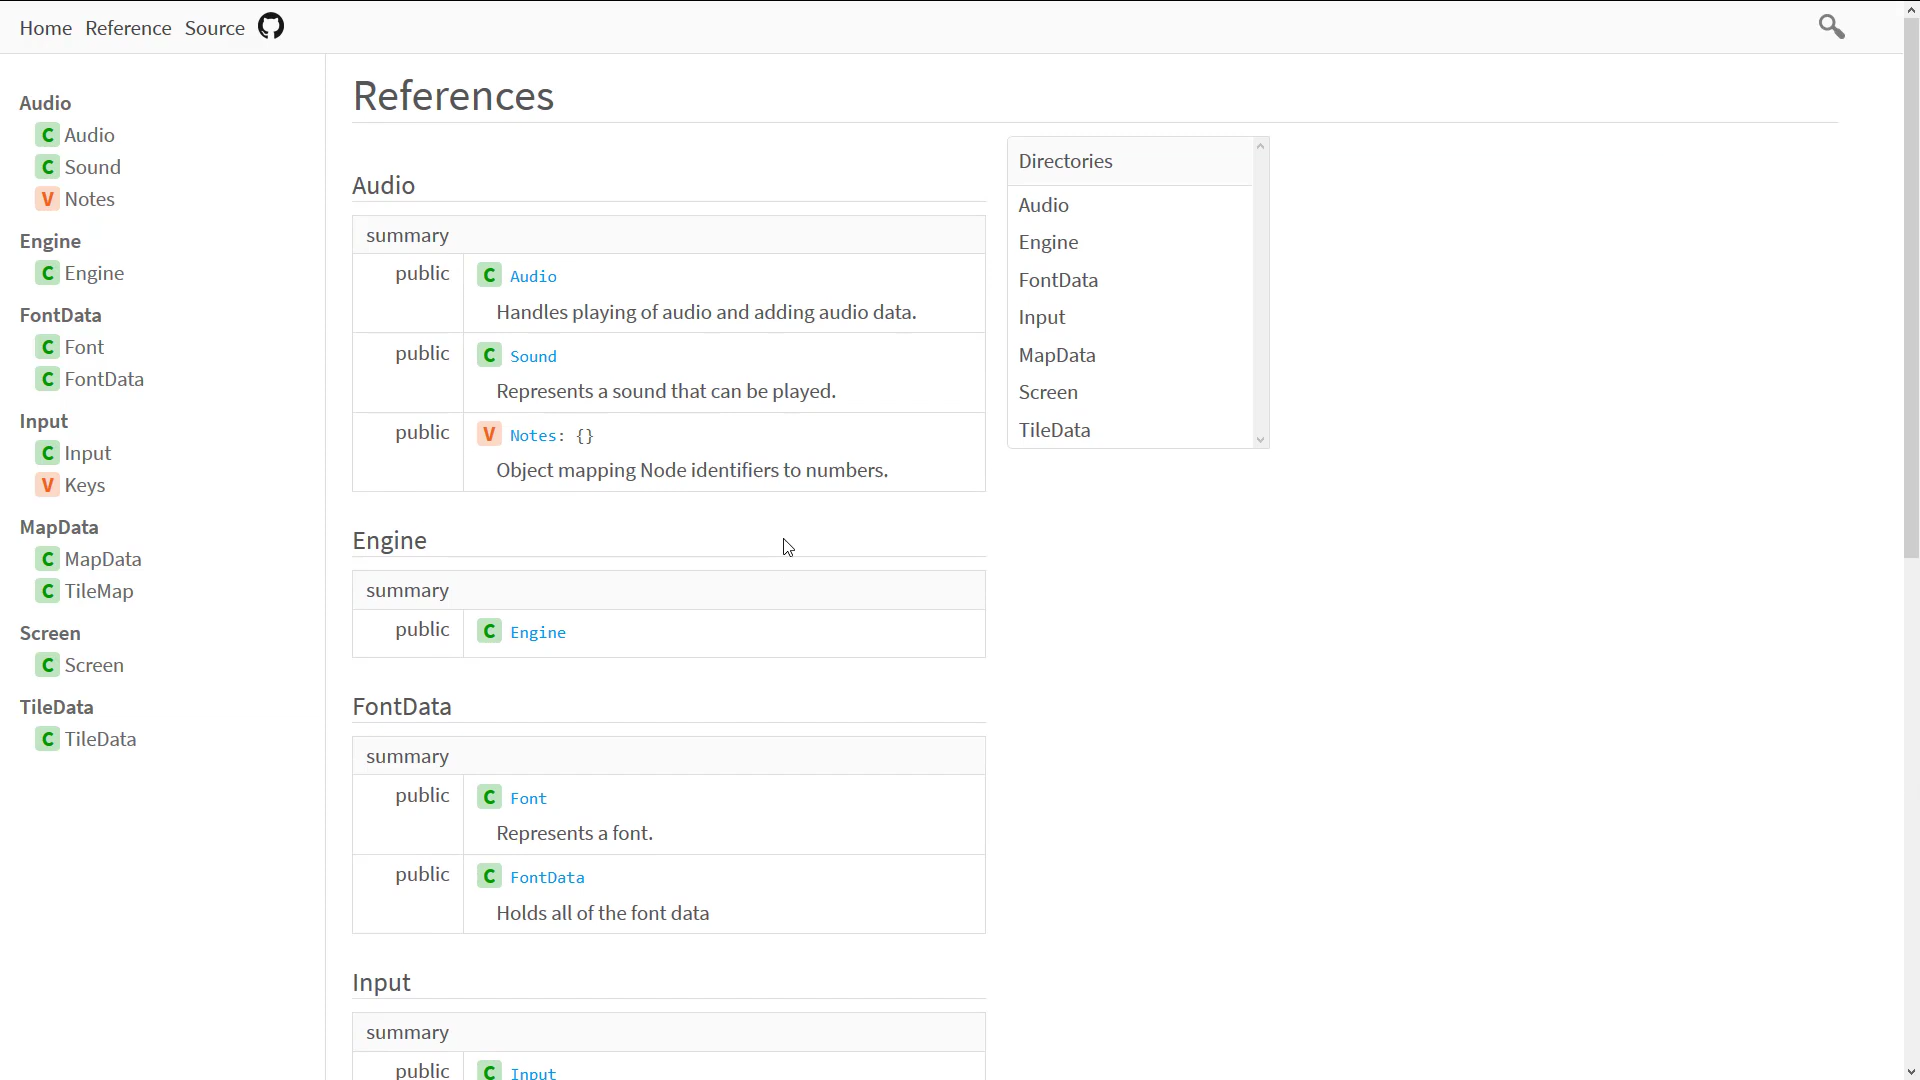 Home Reference Source
Audio
C Audio
C Sound
V Notes
Engine
C Engine
FontData
C Font
C FontData
Input
C Input
V Keys
MapData
C MapData
C TileMap
Screen
C Screen
TileData
C TileData
References
Audio
summary
public C Audio
Handles playing of audio and adding audio data.
public C Sound
Represents a sound that can be played.
public V Notes: {}
Object mapping Node identifiers to numbers.
Engine
summary
public C Engine
FontData
summary
public C Font
Represents a font.
public C FontData
Holds all of the font data
Input
summary
public C Input
Directories
Audio
Engine
FontData
Input
MapData
Screen
TileData